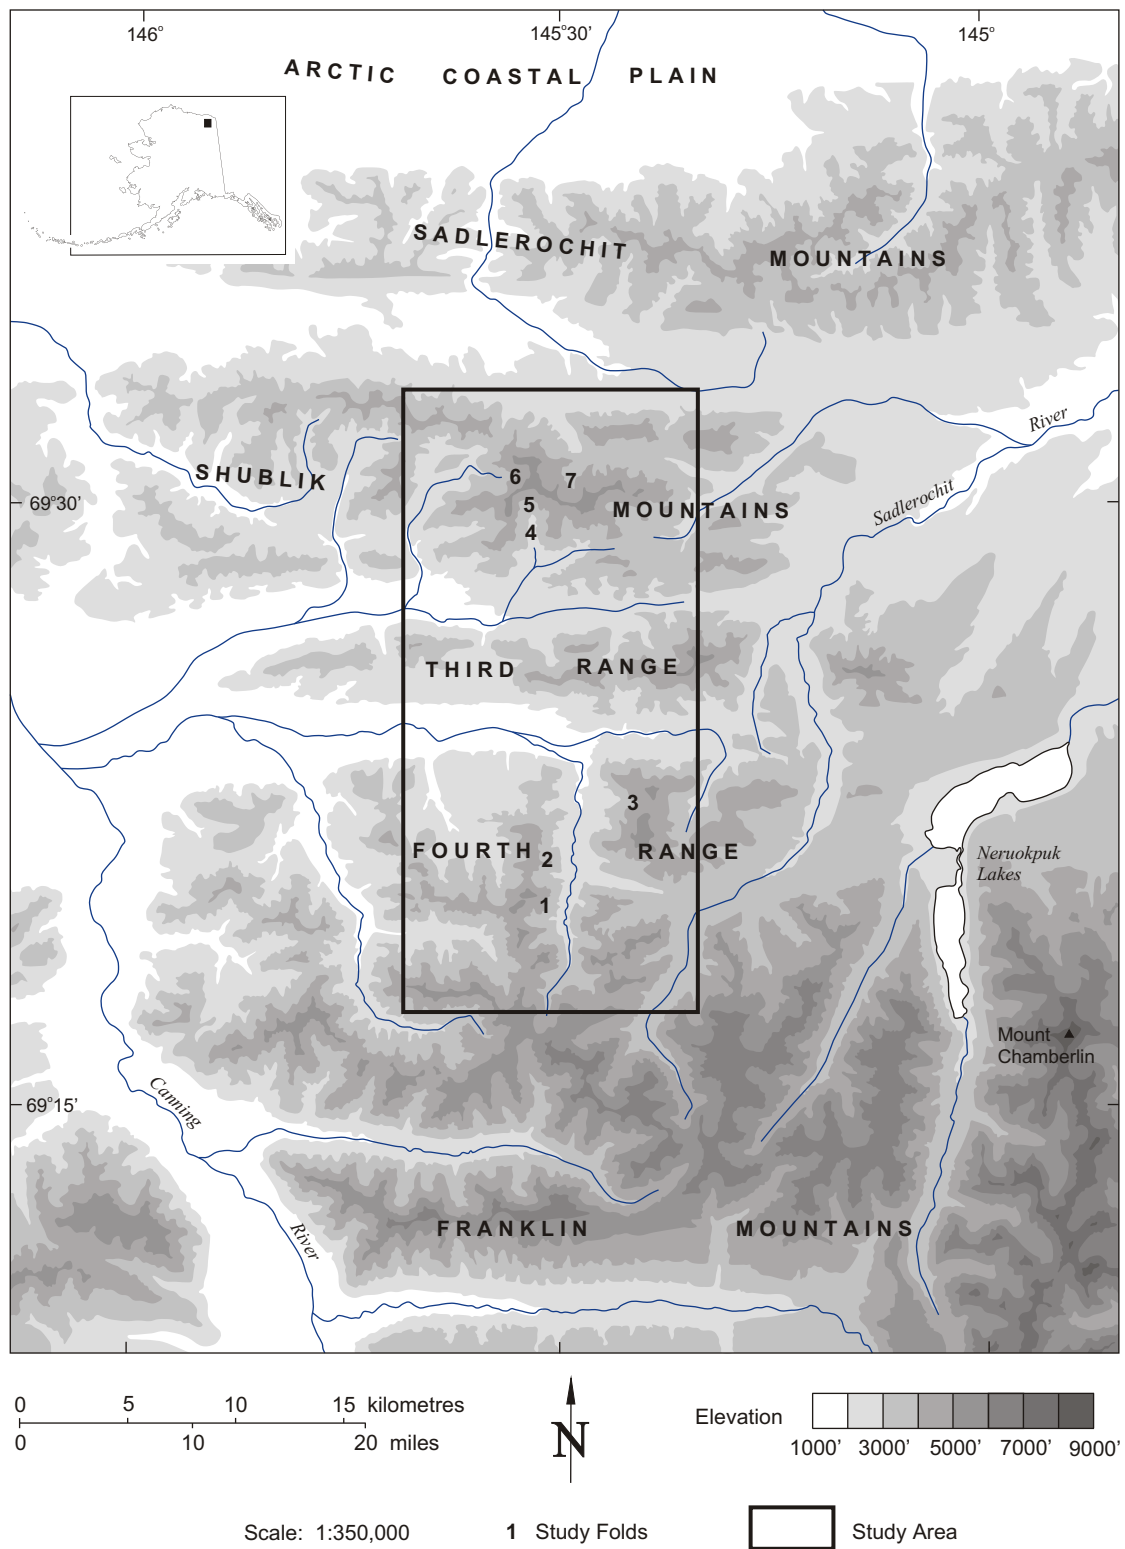 146° 145°30' 145°
ARCTIC COASTAL PLAIN
SADLEROCHIT
MOUNTAINS
River
SHUBLIK
6 7
69°30'
Sadlerochit
5
MOUNTAINS
4
THIRD RANGE
3
FOURTH 2 RANGE
Neruokpuk
Lakes
1
Mount
Chamberlin
69°15'
Canning
River
FRANKLIN MOUNTAINS
0 5 10 15 kilometres
0 10 20 miles
N
Elevation
1000' 3000' 5000' 7000' 9000'
Scale: 1:350,000
1 Study Folds
Study Area